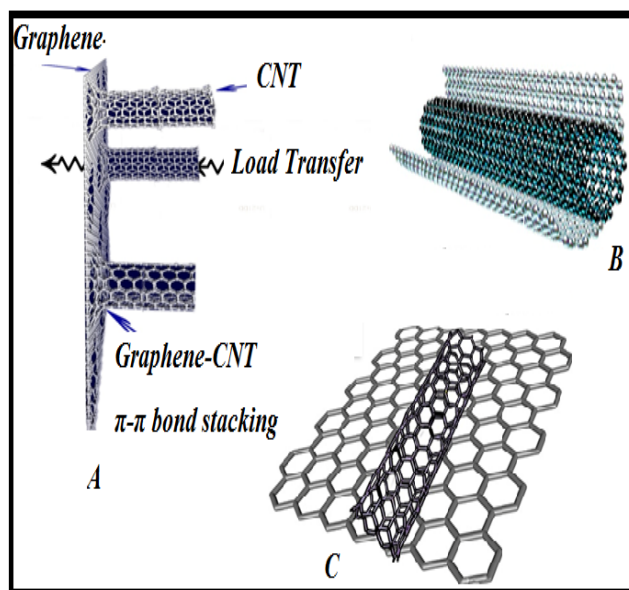 Graphene-
CNT
Load Transfer
Graphene-CNT
π-π bond stacking
A
B
C